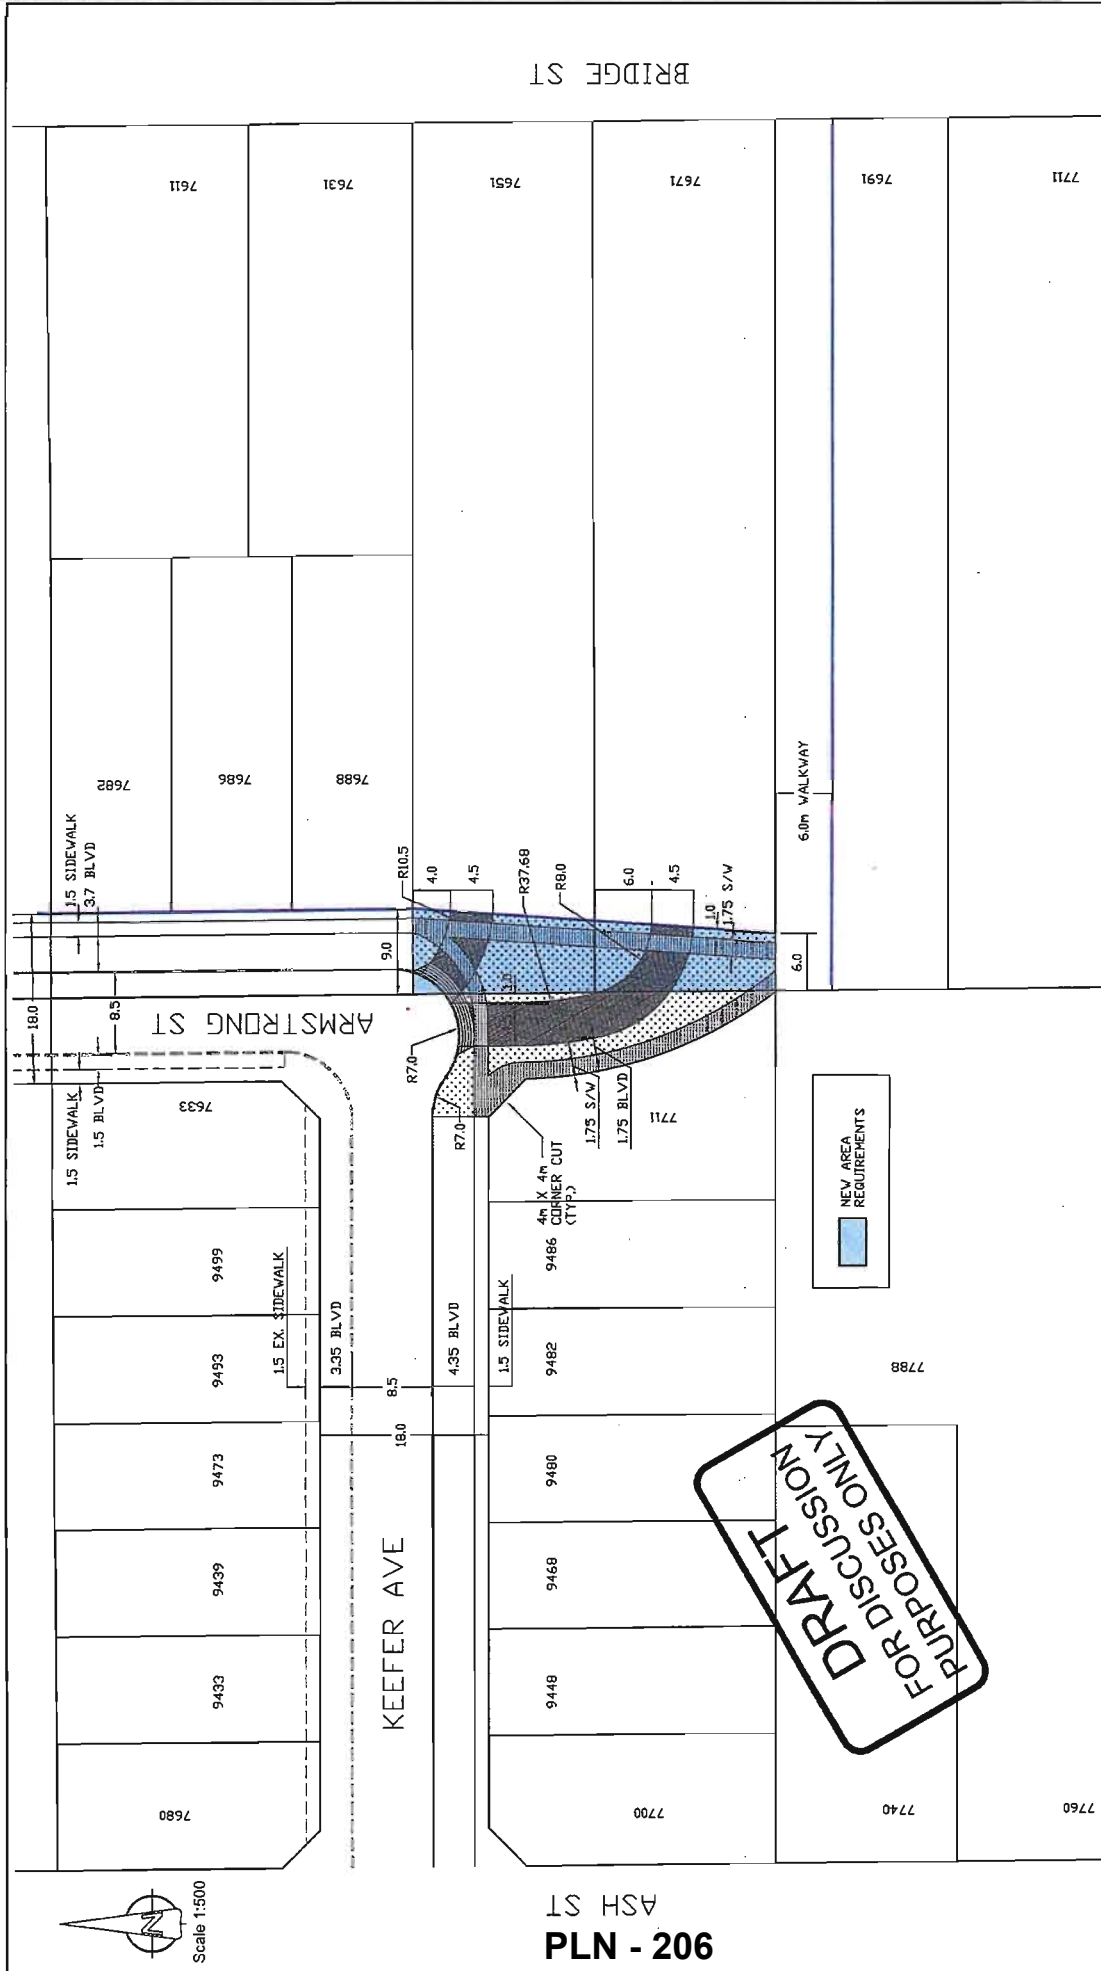 BRIDGE ST
7611
7631
7651
7671
7691
7711
7682
7686
7688
1.5 SIDEWALK
3.7 BLVD
18.0
8.5
9.0
ARMSTRONG ST
R10.5
4.0
4.5
R37.68
R8.0
6.0
4.5
1.0
1.75 S/W
6.0
6.0m WALKWAY
1.5 SIDEWALK
1.5 BLVD
7633
R7.0
R7.0
3.0
1.75 S/W
1.75 BLVD
4m X 4m
CORNER CUT
(TYP.)
7711
NEW AREA
REQUIREMENTS
9499
9493
9473
9439
9433
7680
1.5 EX. SIDEWALK
3.35 BLVD
8.5
18.0
4.35 BLVD
1.5 SIDEWALK
KEEFER AVE
9486
9482
9480
9468
9448
7700
7788
7740
7760
DRAFT
FOR DISCUSSION
PURPOSES ONLY
N
Scale 1:500
ASH ST
PLN - 206